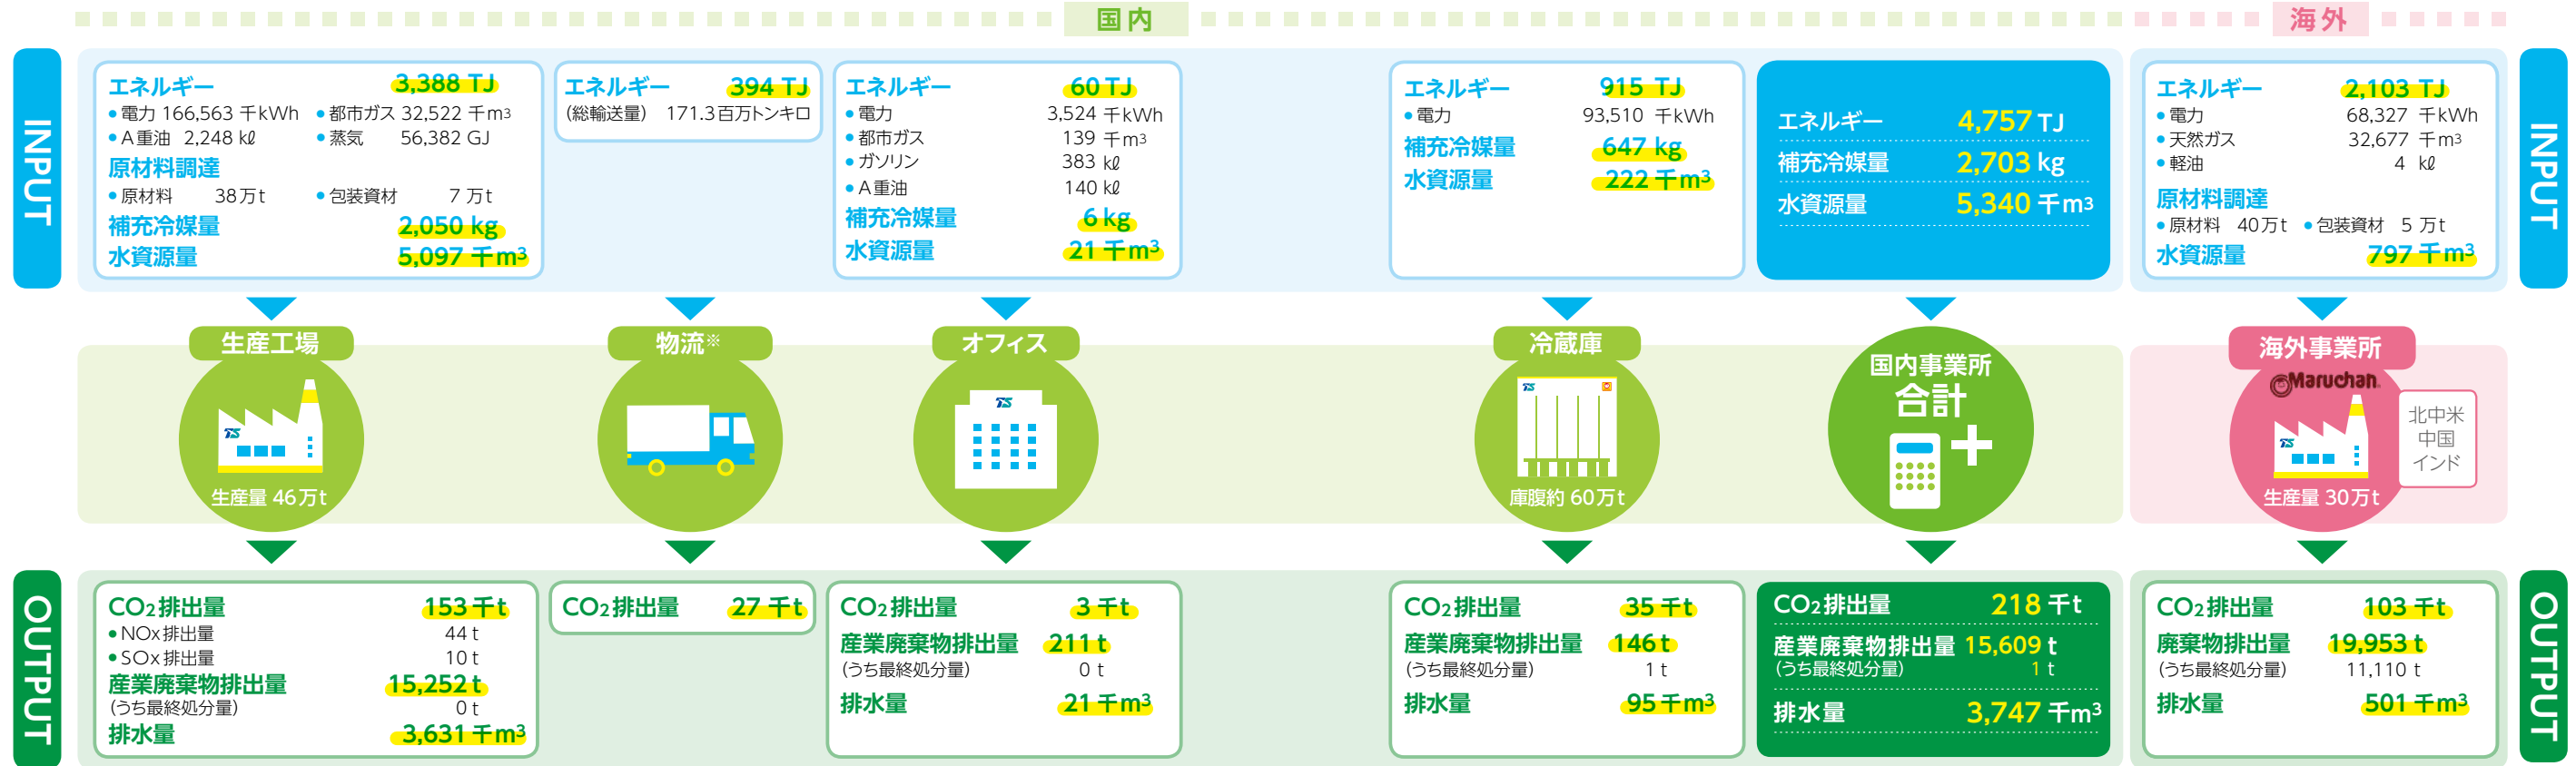 国内
海外
INPUT
エネルギー 3,388 TJ
•電力 166,563 千kWh •都市ガス 32,522 千m3
•A重油 2,248 kℓ •蒸気 56,382 GJ
原材料調達
•原材料 38万t •包装資材 7 万t
補充冷媒量 2,050 kg
水資源量 5,097 千m3
エネルギー 394 TJ
(総輸送量) 171.3百万トンキロ
エネルギー 60 TJ
•電力 3,524 千kWh
•都市ガス 139 千m3
•ガソリン 383 kℓ
•A重油 140 kℓ
補充冷媒量 6 kg
水資源量 21 千m3
エネルギー 915 TJ
•電力 93,510 千kWh
補充冷媒量 647 kg
水資源量 222 千m3
エネルギー 4,757 TJ
補充冷媒量 2,703 kg
水資源量 5,340 千m3
エネルギー 2,103 TJ
•電力 68,327 千kWh
•天然ガス 32,677 千m3
•軽油 4 kℓ
原材料調達
•原材料 40万t •包装資材 5 万t
水資源量 797 千m3
INPUT
生産工場
TS
生産量 46万t
物流※
オフィス
TS
冷蔵庫
TS
庫腹約 60万t
国内事業所
合計
海外事業所
Maruchan
TS
生産量 30万t
北中米
中国
インド
OUTPUT
CO2排出量 153 千t
•NOx排出量 44 t
•SOx排出量 10 t
産業廃棄物排出量 15,252 t
(うち最終処分量) 0 t
排水量 3,631 千m3
CO2排出量 27 千t
CO2排出量 3 千t
産業廃棄物排出量 211 t
(うち最終処分量) 0 t
排水量 21 千m3
CO2排出量 35 千t
産業廃棄物排出量 146 t
(うち最終処分量) 1 t
排水量 95 千m3
CO2排出量 218 千t
産業廃棄物排出量 15,609 t
(うち最終処分量) 1 t
排水量 3,747 千m3
CO2排出量 103 千t
廃棄物排出量 19,953 t
(うち最終処分量) 11,110 t
排水量 501 千m3
OUTPUT